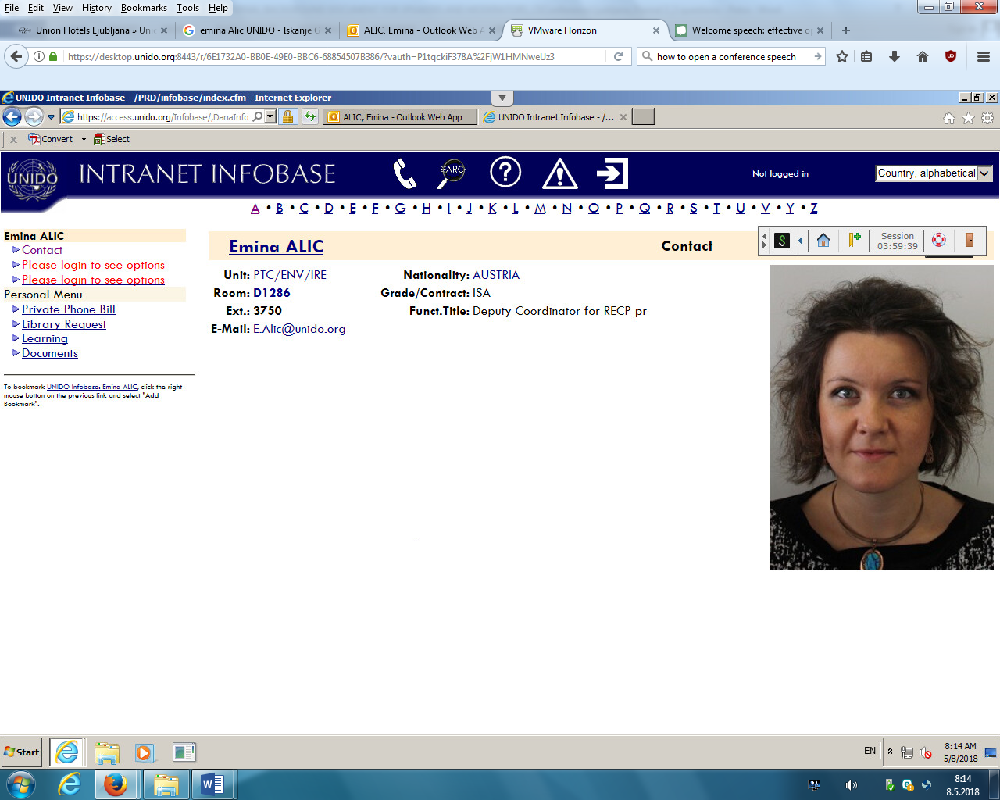 File Edit View History Bookmarks Tools Help
Union Hotels Ljubljana » Unio
emina Alic UNIDO - Iskanje G
ALIC, Emina - Outlook Web A
VMware Horizon
Welcome speech: effective op
https://desktop.unido.org:8443/r/6E1732A0-BB0E-49E0-BBC6-68854507B386/?vauth=P1tqckiF378A%2FjW1HMNweUz3
how to open a conference speech
UNIDO Intranet Infobase - /PRD/infobase/index.cfm - Internet Explorer
https://access.unido.org/Infobase/,DanaInfo
ALIC, Emina - Outlook Web App
UNIDO Intranet Infobase - /...
Convert Select
UNIDO
INTRANET INFOBASE
SEARCH
Not logged in
Country, alphabetical
A • B • C • D • E • F • G • H • I • J • K • L • M • N • O • P • Q • R • S • T • U • V • Y • Z
Emina ALIC
Contact
Please login to see options
Please login to see options
Personal Menu
Private Phone Bill
Library Request
Learning
Documents
To bookmark UNIDO Infobase: Emina ALIC, click the right
mouse button on the previous link and select "Add
Bookmark".
Emina ALIC Contact
Session
03:59:39
Unit: PTC/ENV/IRE Nationality: AUSTRIA
Room: D1286 Grade/Contract: ISA
Ext.: 3750 Funct.Title: Deputy Coordinator for RECP pr
E-Mail: E.Alic@unido.org
Start
EN
8:14 AM
5/8/2018
8:14
8.5.2018